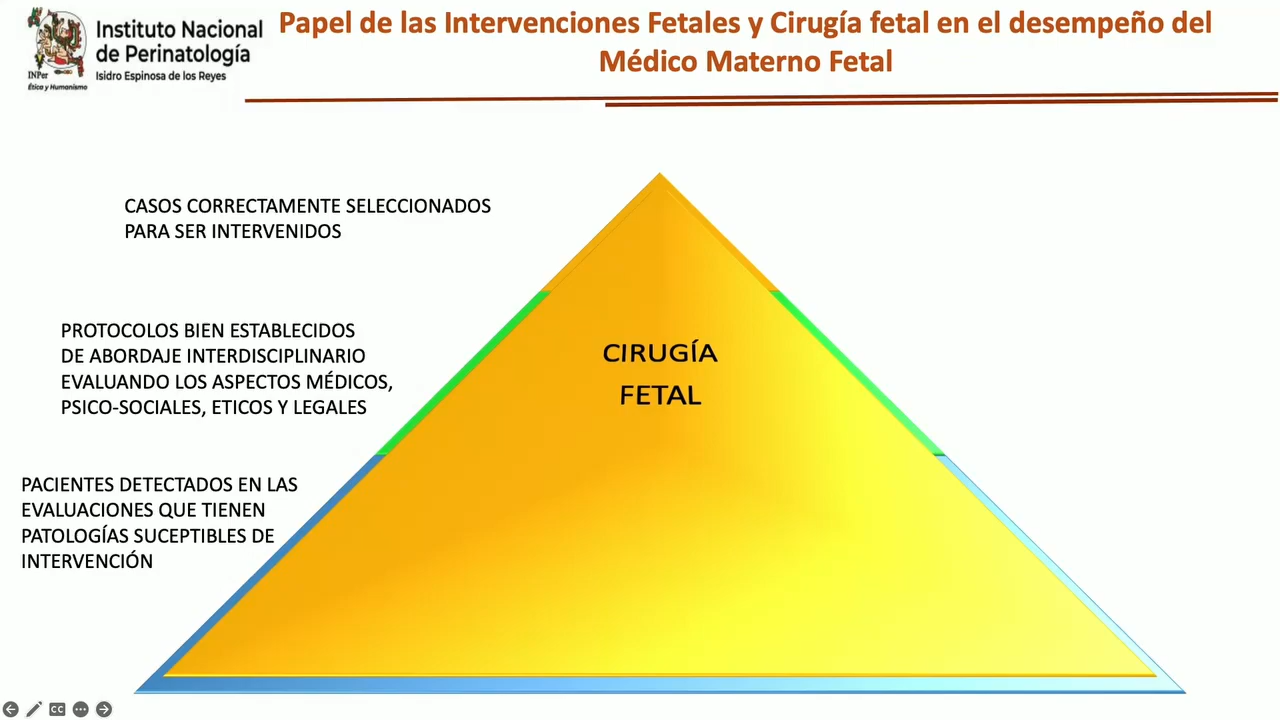 Instituto Nacional
de Perinatología
Isidro Espinosa de los Reyes
INPer
Ética y Humanismo
Papel de las Intervenciones Fetales y Cirugía fetal en el desempeño del
Médico Materno Fetal
CASOS CORRECTAMENTE SELECCIONADOS
PARA SER INTERVENIDOS
PROTOCOLOS BIEN ESTABLECIDOS
DE ABORDAJE INTERDISCIPLINARIO
EVALUANDO LOS ASPECTOS MÉDICOS,
PSICO-SOCIALES, ETICOS Y LEGALES
PACIENTES DETECTADOS EN LAS
EVALUACIONES QUE TIENEN
PATOLOGÍAS SUCEPTIBLES DE
INTERVENCIÓN
CIRUGÍA
FETAL
CC